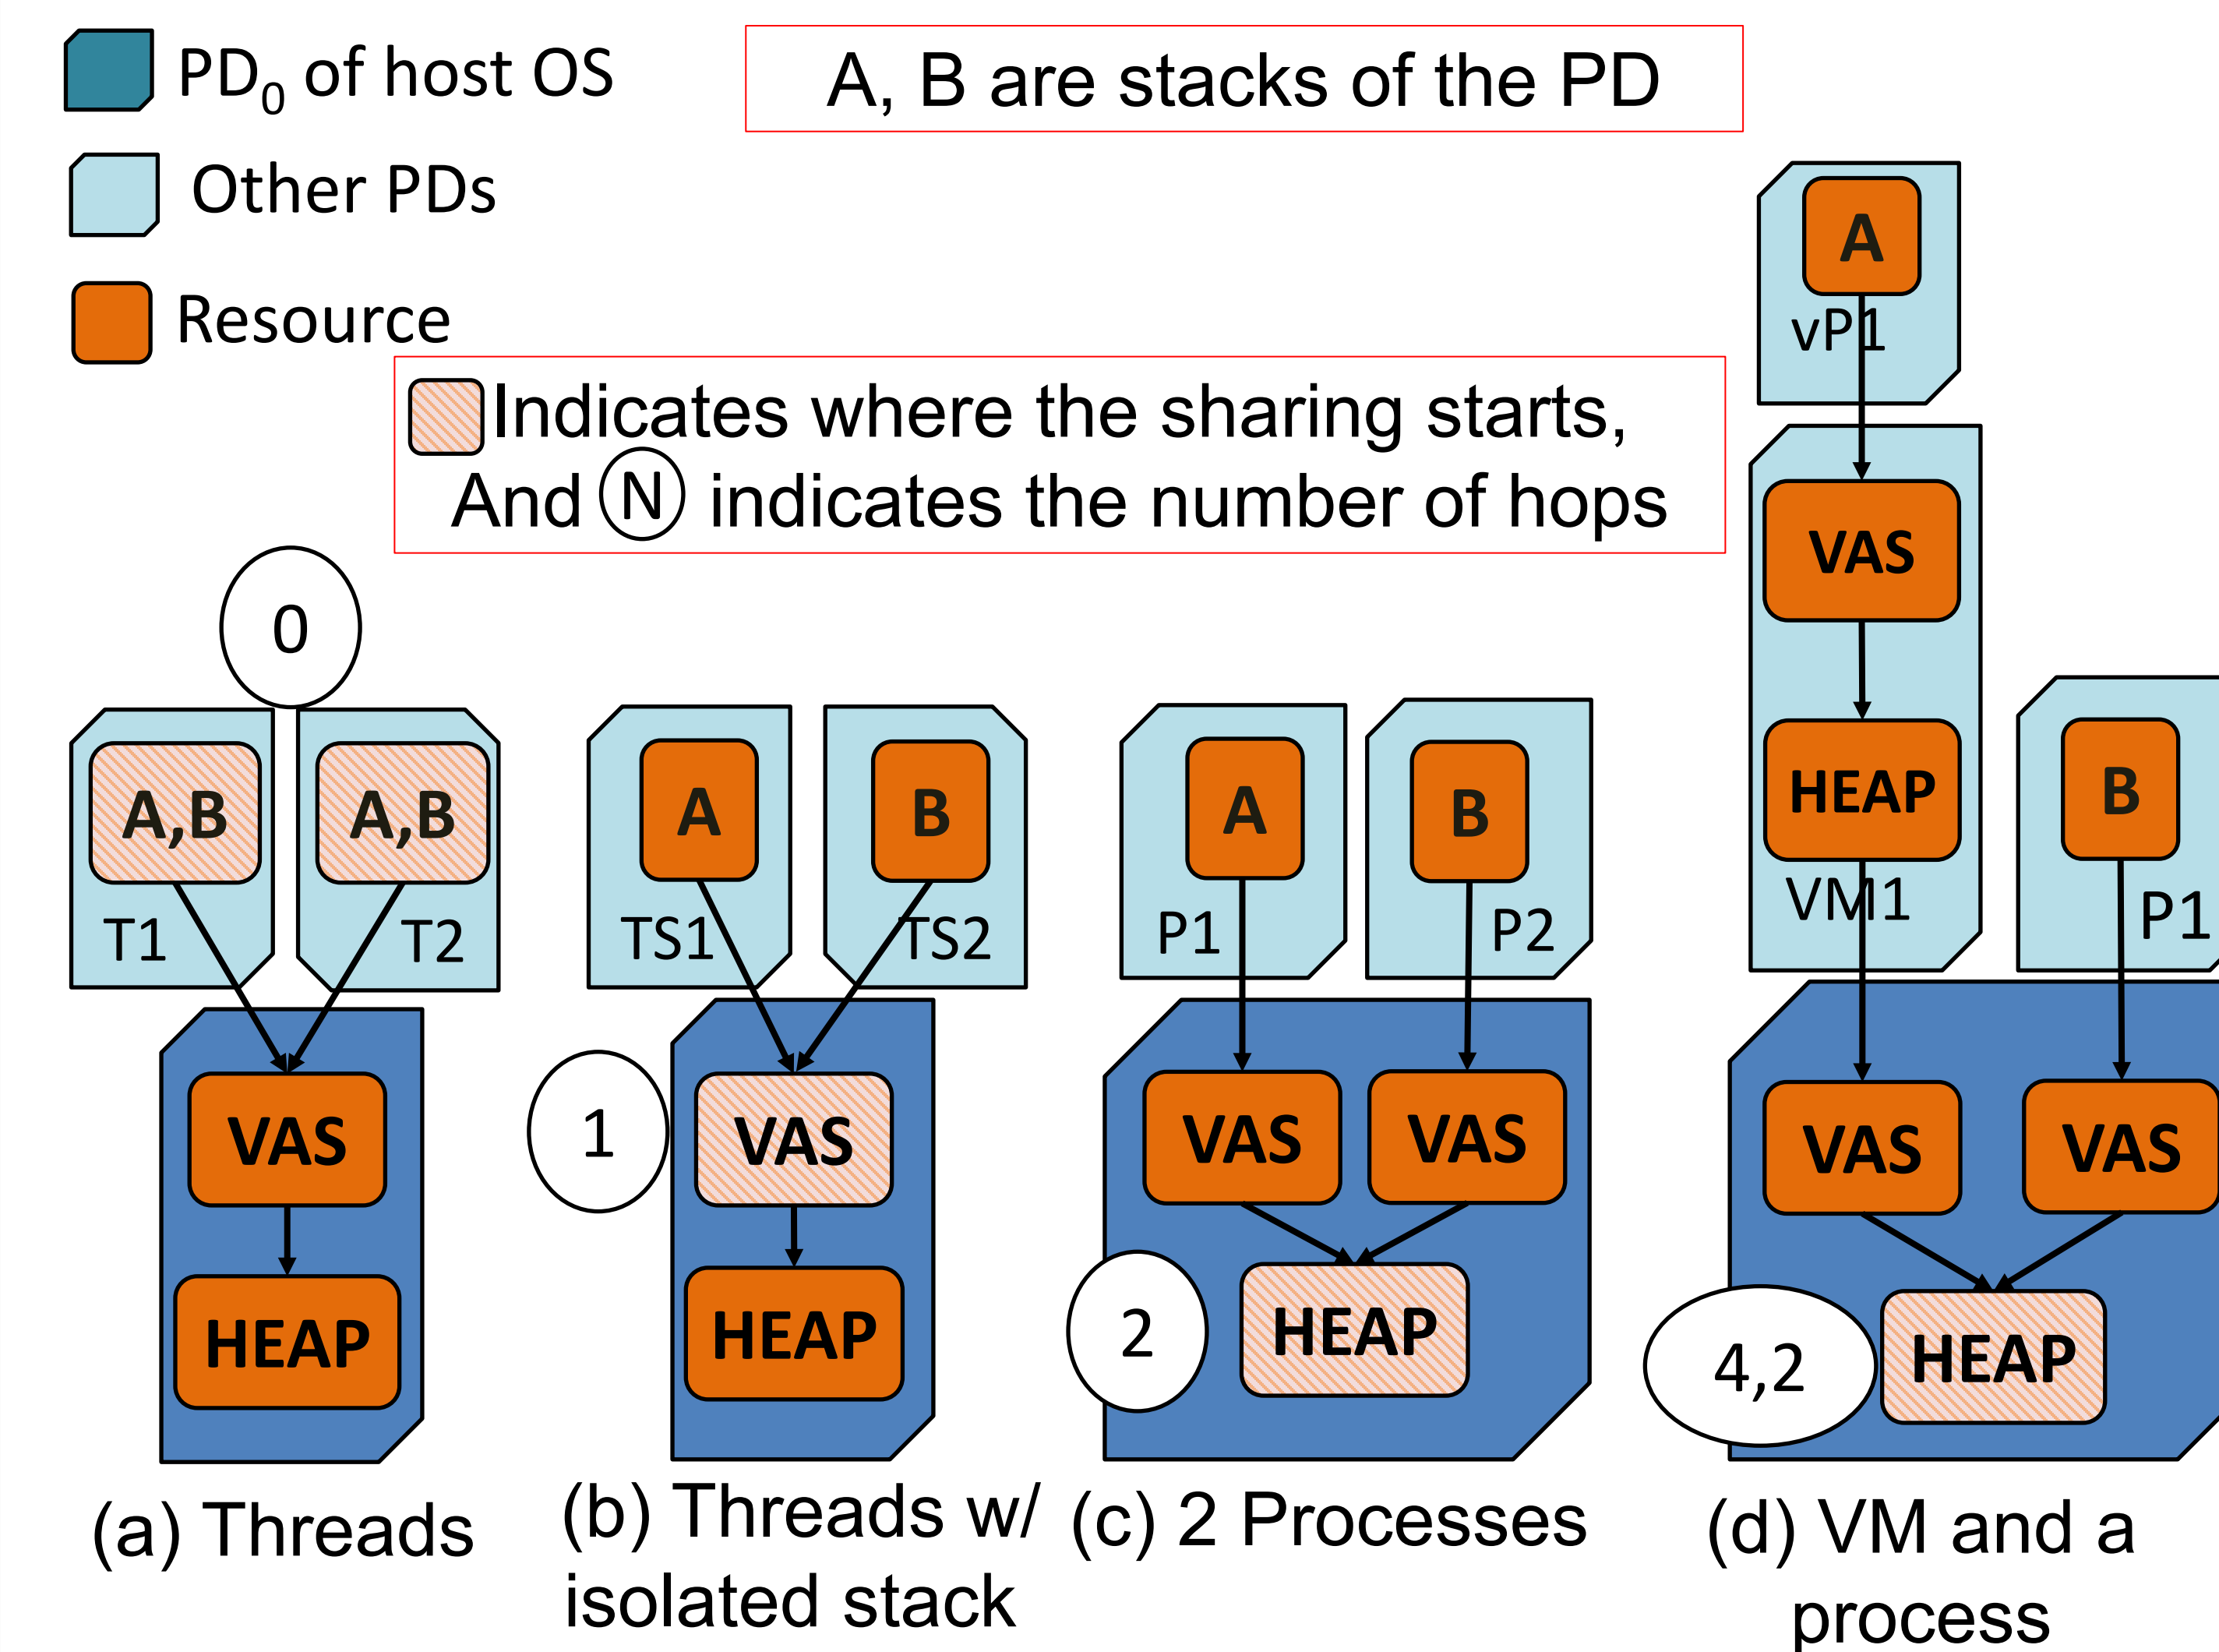 PD0 of host OS
A, B are stacks of the PD
Other PDs
Resource
Indicates where the sharing starts,
And N indicates the number of hops
0
A,B
A,B
T1
T2
VAS
HEAP
(a) Threads
A
B
TS1
TS2
1
VAS
HEAP
(b) Threads w/
isolated stack
A
B
P1
P2
VAS
VAS
2
HEAP
(c) 2 Processes
A
vP1
VAS
HEAP
VM1
B
P1
VAS
VAS
4,2
HEAP
(d) VM and a
process